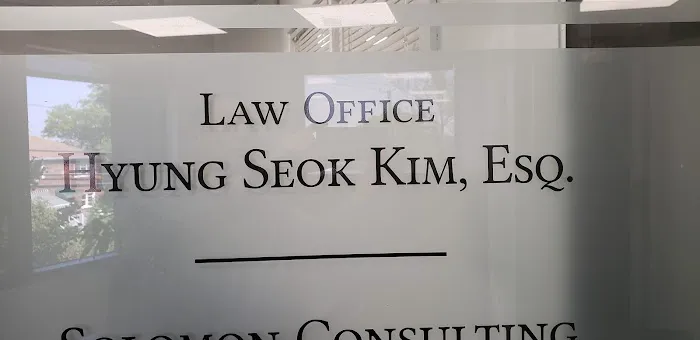 LAW OFFICE
HYUNG SEOK KIM, ESQ.
SOLOMON CONSULTING